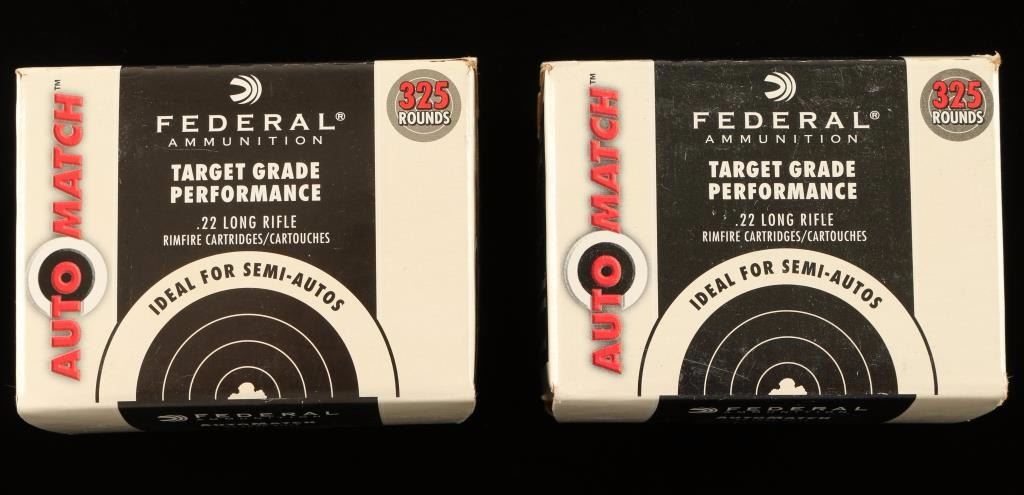 AUTOMATCH™
FEDERAL®
AMMUNITION
TARGET GRADE
PERFORMANCE
.22 LONG RIFLE
RIMFIRE CARTRIDGES/CARTOUCHES
IDEAL FOR SEMI-AUTOS
325
ROUNDS
FEDERAL
AUTOMATCH
AUTOMATCH™
FEDERAL®
AMMUNITION
TARGET GRADE
PERFORMANCE
.22 LONG RIFLE
RIMFIRE CARTRIDGES/CARTOUCHES
IDEAL FOR SEMI-AUTOS
325
ROUNDS
FEDERAL
AUTOMATCH